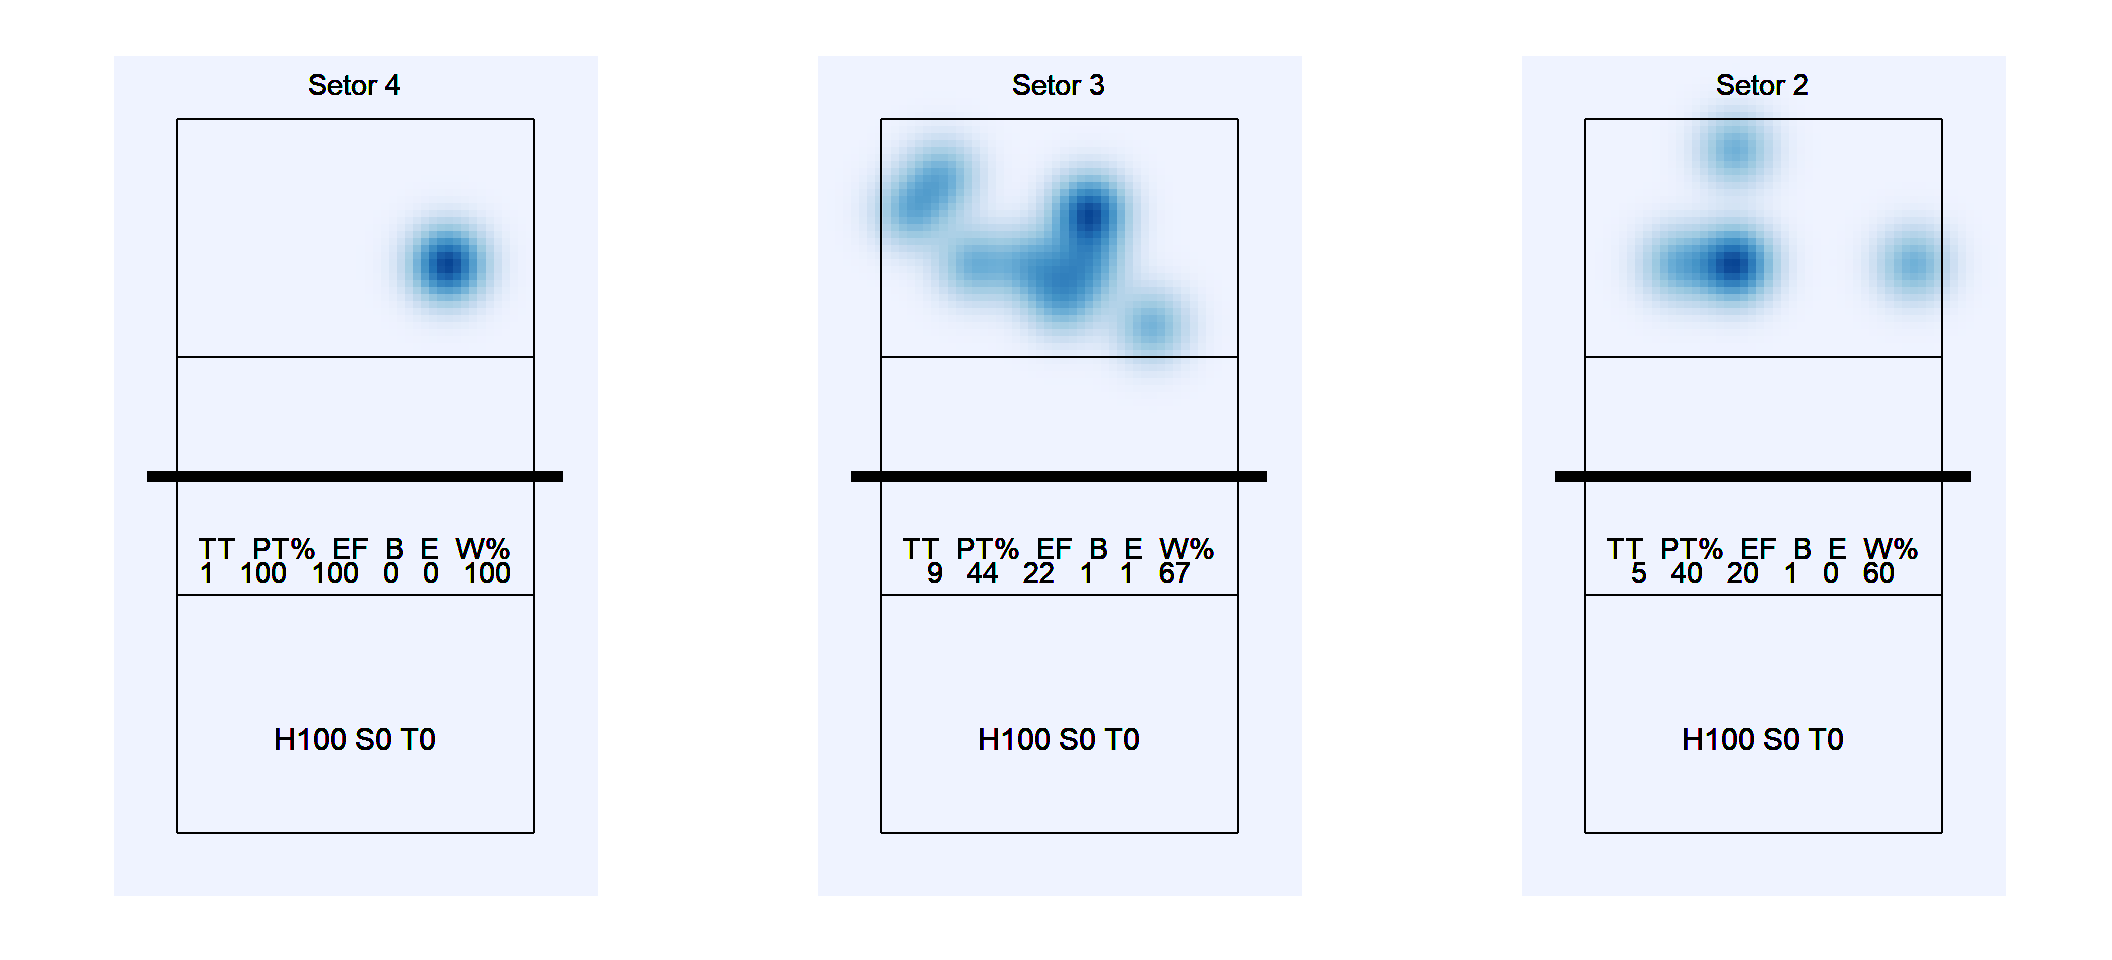 Setor 4
TT PT% EF B E W%
1 100 100 0 0 100
H100 S0 T0
Setor 3
TT PT% EF B E W%
9 44 22 1 1 67
H100 S0 T0
Setor 2
TT PT% EF B E W%
5 40 20 1 0 60
H100 S0 T0